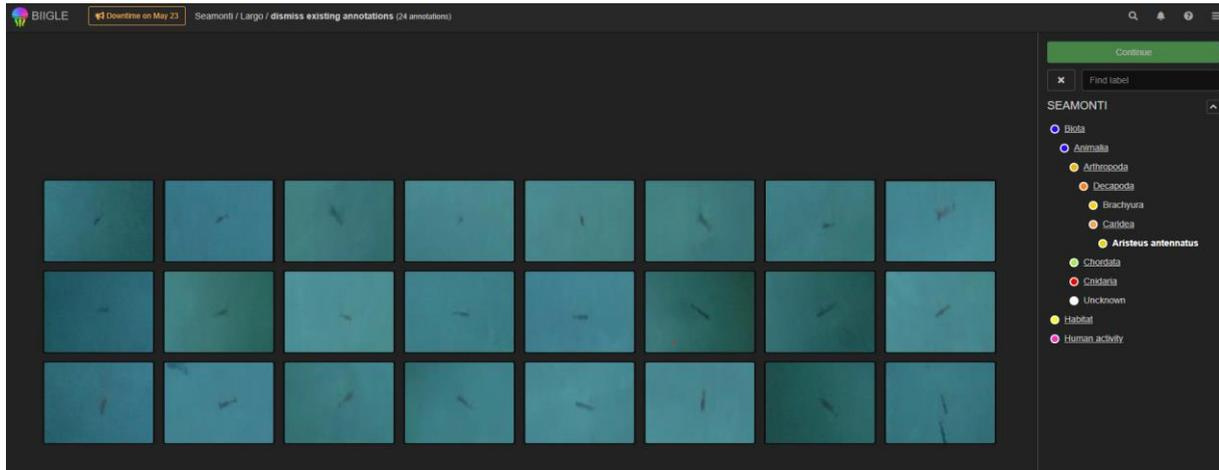 BIIGLE Downtime on May 23 Seamonti / Largo / dismiss existing annotations (24 annotations)
Continue
Find label
SEAMONTI
Biota
Animalia
Arthropoda
Decapoda
Brachyura
Caridea
Aristeus antennatus
Chordata
Cnidaria
Uncknown
Habitat
Human activity